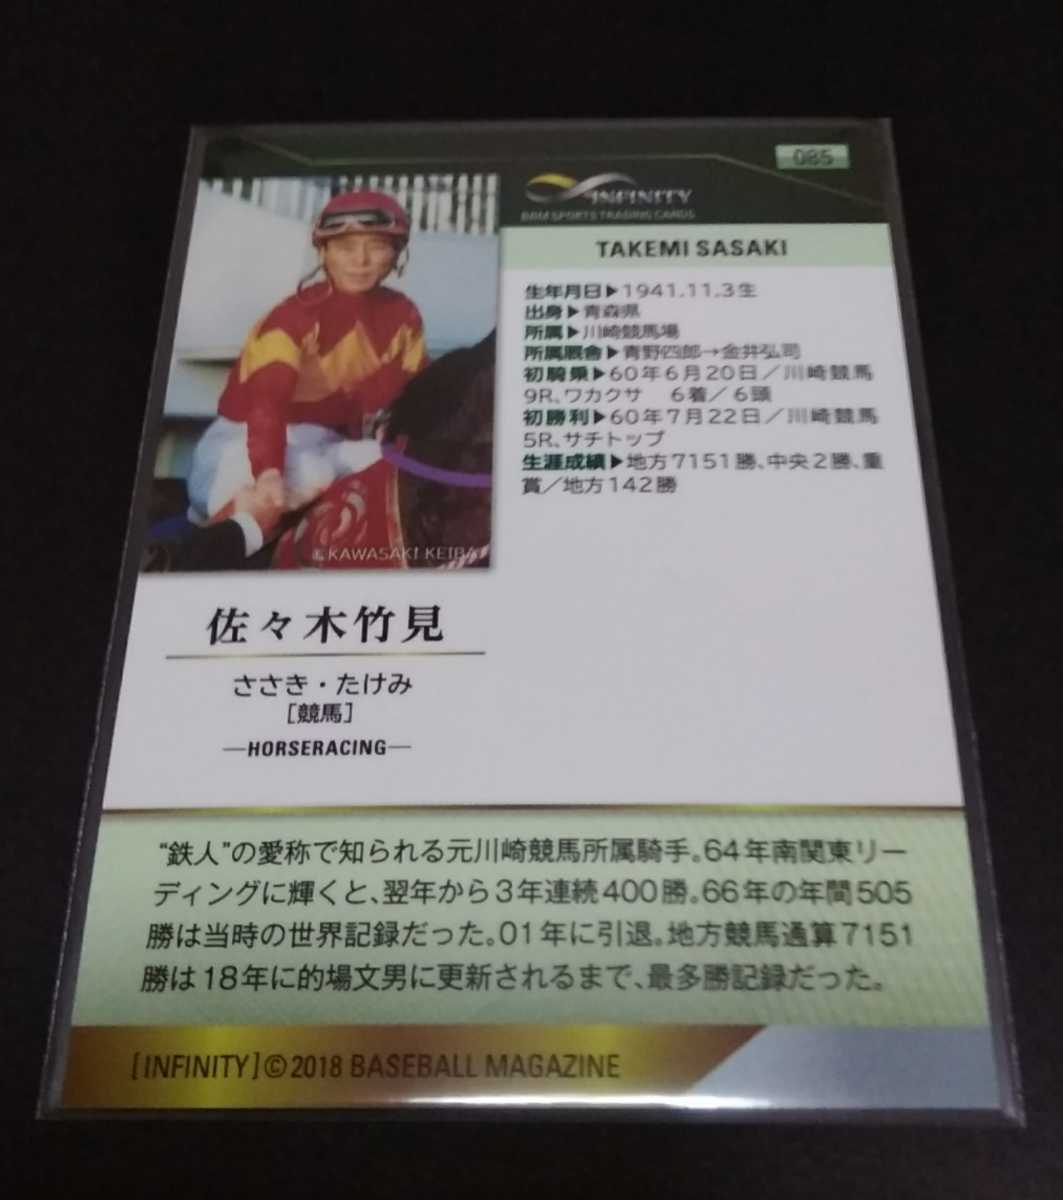 085
INFINITY
BBM SPORTS TRADING CARDS
TAKEMI SASAKI
生年月日▶1941.11.3生
出身▶青森県
所属▶川崎競馬場
所属厩舎▶青野四郎→金井弘司
初騎乗▶60年6月20日／川崎競馬
9R、ワカクサ 6着／6頭
初勝利▶60年7月22日／川崎競馬
5R、サチトップ
生涯成績▶地方7151勝、中央2勝、重
賞／地方142勝
© KAWASAKI KEIBA
佐々木竹見
ささき・たけみ
［競馬］
—HORSERACING—
“鉄人”の愛称で知られる元川崎競馬所属騎手。64年南関東リー
ディングに輝くと、翌年から3年連続400勝。66年の年間505
勝は当時の世界記録だった。01年に引退。地方競馬通算7151
勝は18年に的場文男に更新されるまで、最多勝記録だった。
[INFINITY]©2018 BASEBALL MAGAZINE